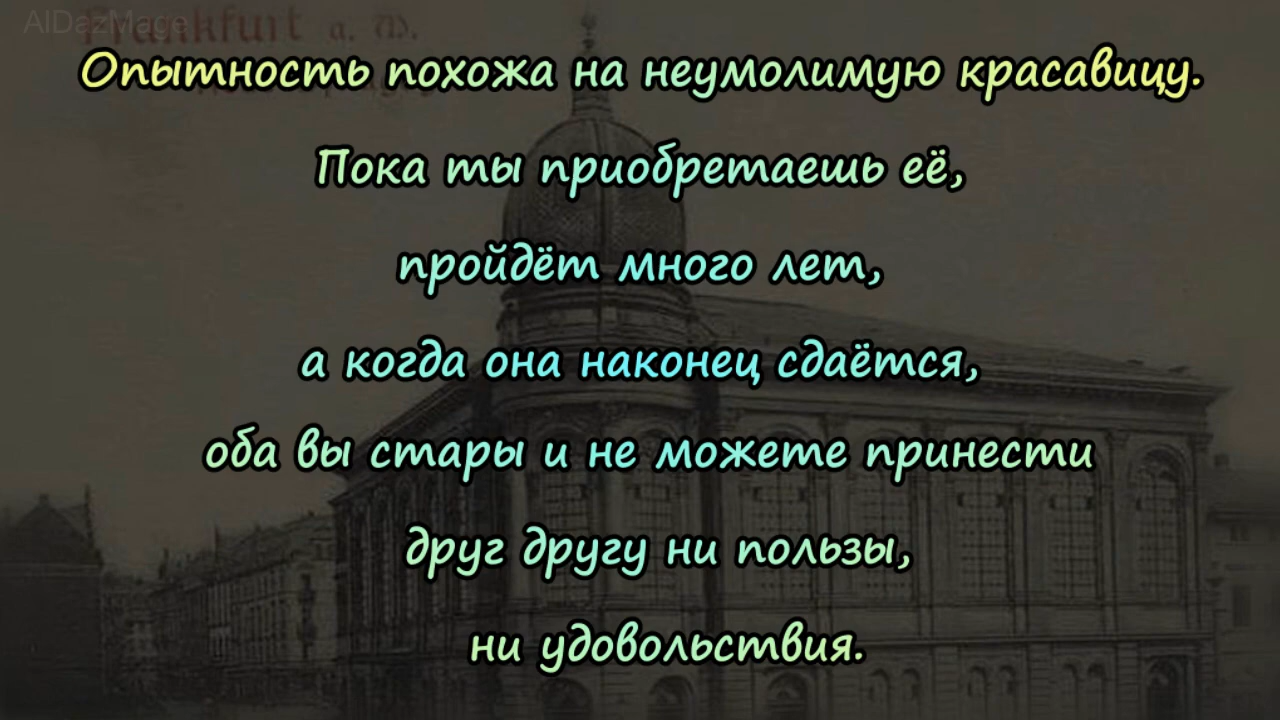 AlDazMage
Frankfurt a. M.
Опытность похожа на неумолимую красавицу.
Пока ты приобретаешь её,
пройдёт много лет,
а когда она наконец сдаётся,
оба вы стары и не можете принести
друг другу ни пользы,
ни удовольствия.